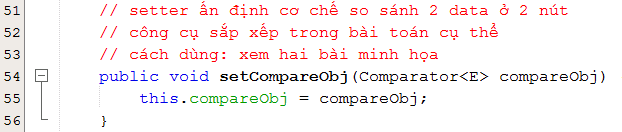 51 // setter ấn định cơ chế so sánh 2 data ở 2 nút
52 // công cụ sắp xếp trong bài toán cụ thể
53 // cách dùng: xem hai bài minh họa
54 public void setCompareObj(Comparator<E> compareObj)
55 this.compareObj = compareObj;
56 }